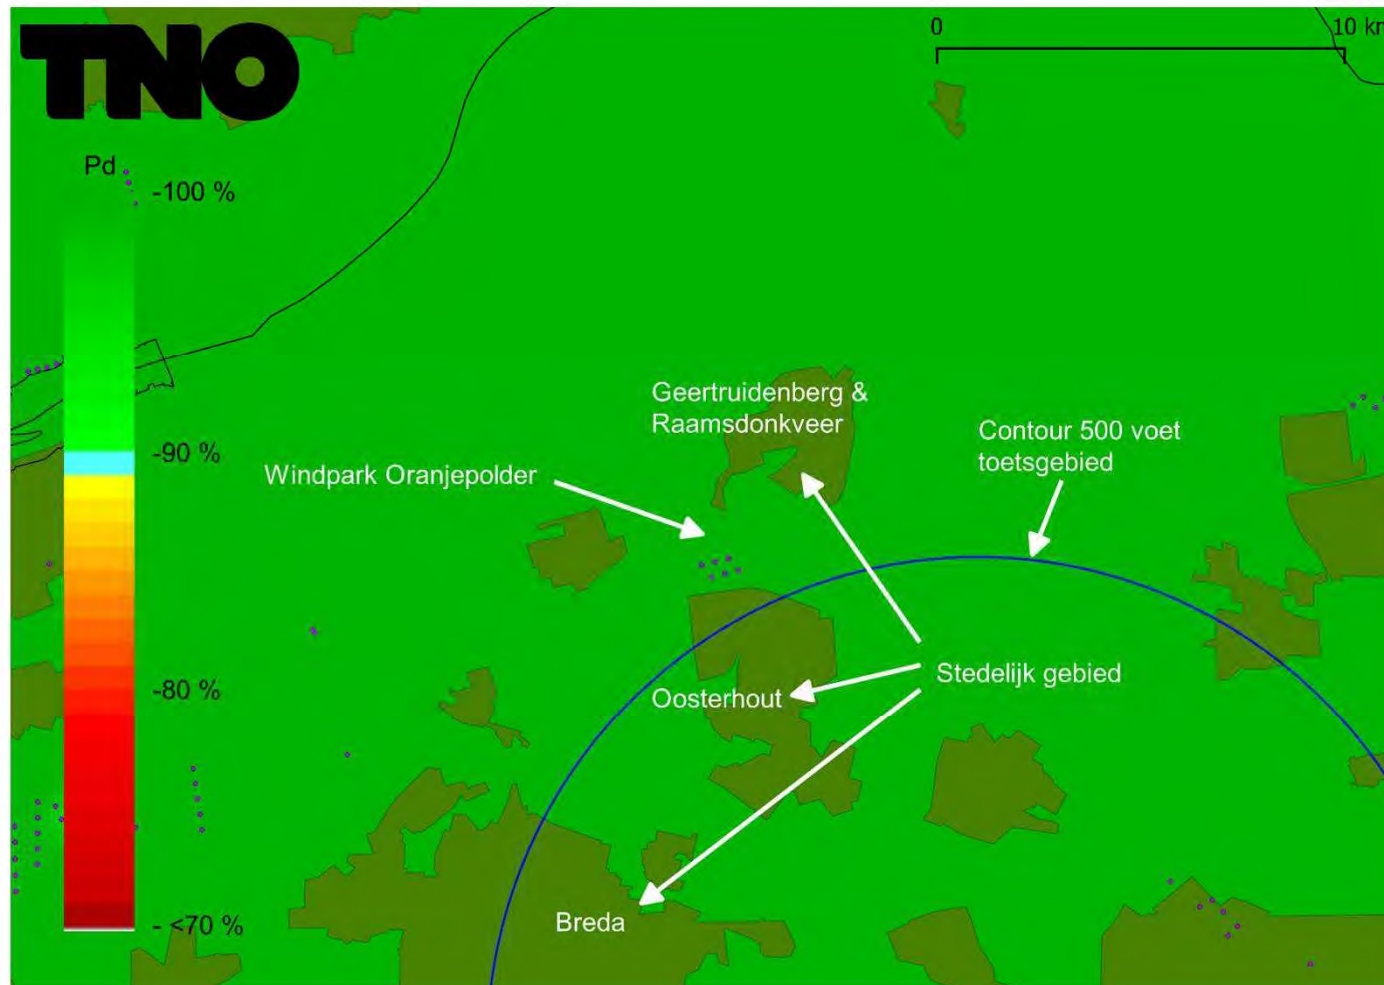 TNO
0
10 km
Pd
-100 %
-90 %
Geertruidenberg &
Raamsdonkveer
Contour 500 voet
toetsgebied
Windpark Oranjepolder
-80 %
Stedelijk gebied
Oosterhout
- <70 %
Breda